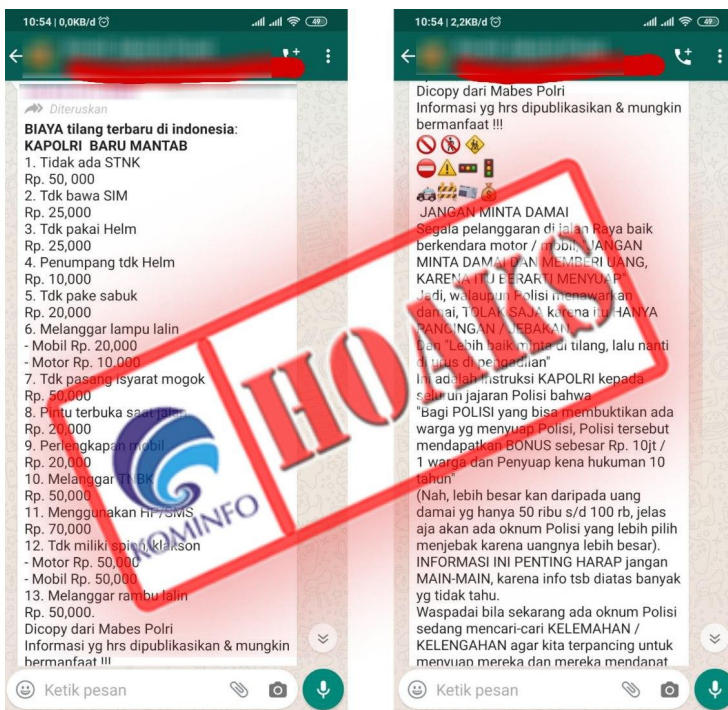 10:54 | 0,0KB/d
49
Diteruskan
BIAYA tilang terbaru di indonesia:
KAPOLRI BARU MANTAB
1. Tidak ada STNK
Rp. 50, 000
2. Tdk bawa SIM
Rp. 25,000
3. Tdk pakai Helm
Rp. 25,000
4. Penumpang tdk Helm
Rp. 10,000
5. Tdk pake sabuk
Rp. 20,000
6. Melanggar lampu lalin
- Mobil Rp. 20,000
- Motor Rp. 10.000
7. Tdk pasang isyarat mogok
Rp. 50,000
8. Pintu terbuka saat jalan
Rp. 20,000
9. Perlengkapan mobil
Rp. 20,000
10. Melanggar TNBK
Rp. 50,000
11. Menggunakan HP/SMS
Rp. 70,000
12. Tdk miliki spion/klakson
- Motor Rp. 50,000
- Mobil Rp. 50,000
13. Melanggar rambu lalin
Rp. 50,000.
Dicopy dari Mabes Polri
Informasi yg hrs dipublikasikan & mungkin
bermanfaat !!!
Ketik pesan
10:54 | 2,2KB/d
49
Dicopy dari Mabes Polri
Informasi yg hrs dipublikasikan & mungkin
bermanfaat !!!
JANGAN MINTA DAMAI
Segala pelanggaran di jalan Raya baik
berkendara motor / mobil, JANGAN
MINTA DAMAI DAN MEMBERI UANG,
KARENA ITU BERARTI MENYUAP"
Jadi, walaupun Polisi menawarkan
damai, TOLAK SAJA karena itu HANYA
PANCINGAN / JEBAKAN.
Dan "Lebih baik minta di tilang, lalu nanti
di urus di pengadilan"
Ini adalah instruksi KAPOLRI kepada
seluruh jajaran Polisi bahwa
"Bagi POLISI yang bisa membuktikan ada
warga yg menyuap Polisi, Polisi tersebut
mendapatkan BONUS sebesar Rp. 10jt /
1 warga dan Penyuap kena hukuman 10
tahun"
(Nah, lebih besar kan daripada uang
damai yg hanya 50 ribu s/d 100 rb, jelas
aja akan ada oknum Polisi yang lebih pilih
menjebak karena uangnya lebih besar).
INFORMASI INI PENTING HARAP jangan
MAIN-MAIN, karena info tsb diatas banyak
yg tidak tahu.
Waspadai bila sekarang ada oknum Polisi
sedang mencari-cari KELEMAHAN /
KELENGAHAN agar kita terpancing untuk
menyuap mereka dan mereka mendapat
Ketik pesan
KOMINFO
HOAKS